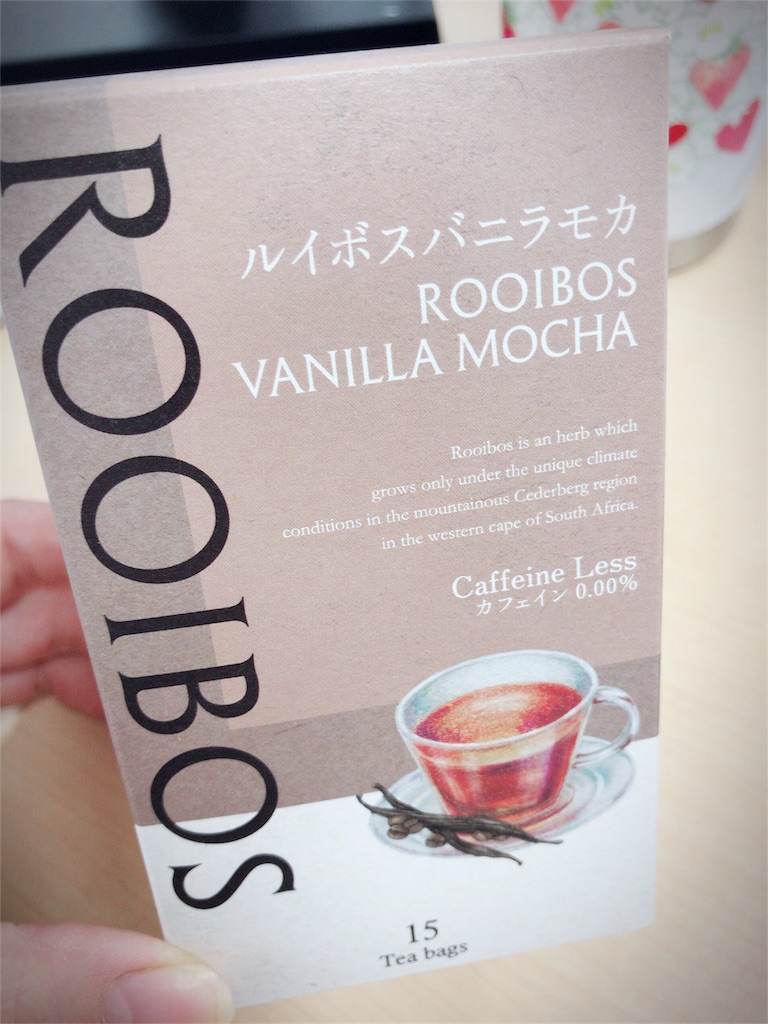 ROOIBOS
ルイボスバニラモカ
ROOIBOS
VANILLA MOCHA
Rooibos is an herb which
grows only under the unique climate
conditions in the mountainous Cederberg region
in the western cape of South Africa.
Caffeine Less
カフェイン 0.00%
15
Tea bags